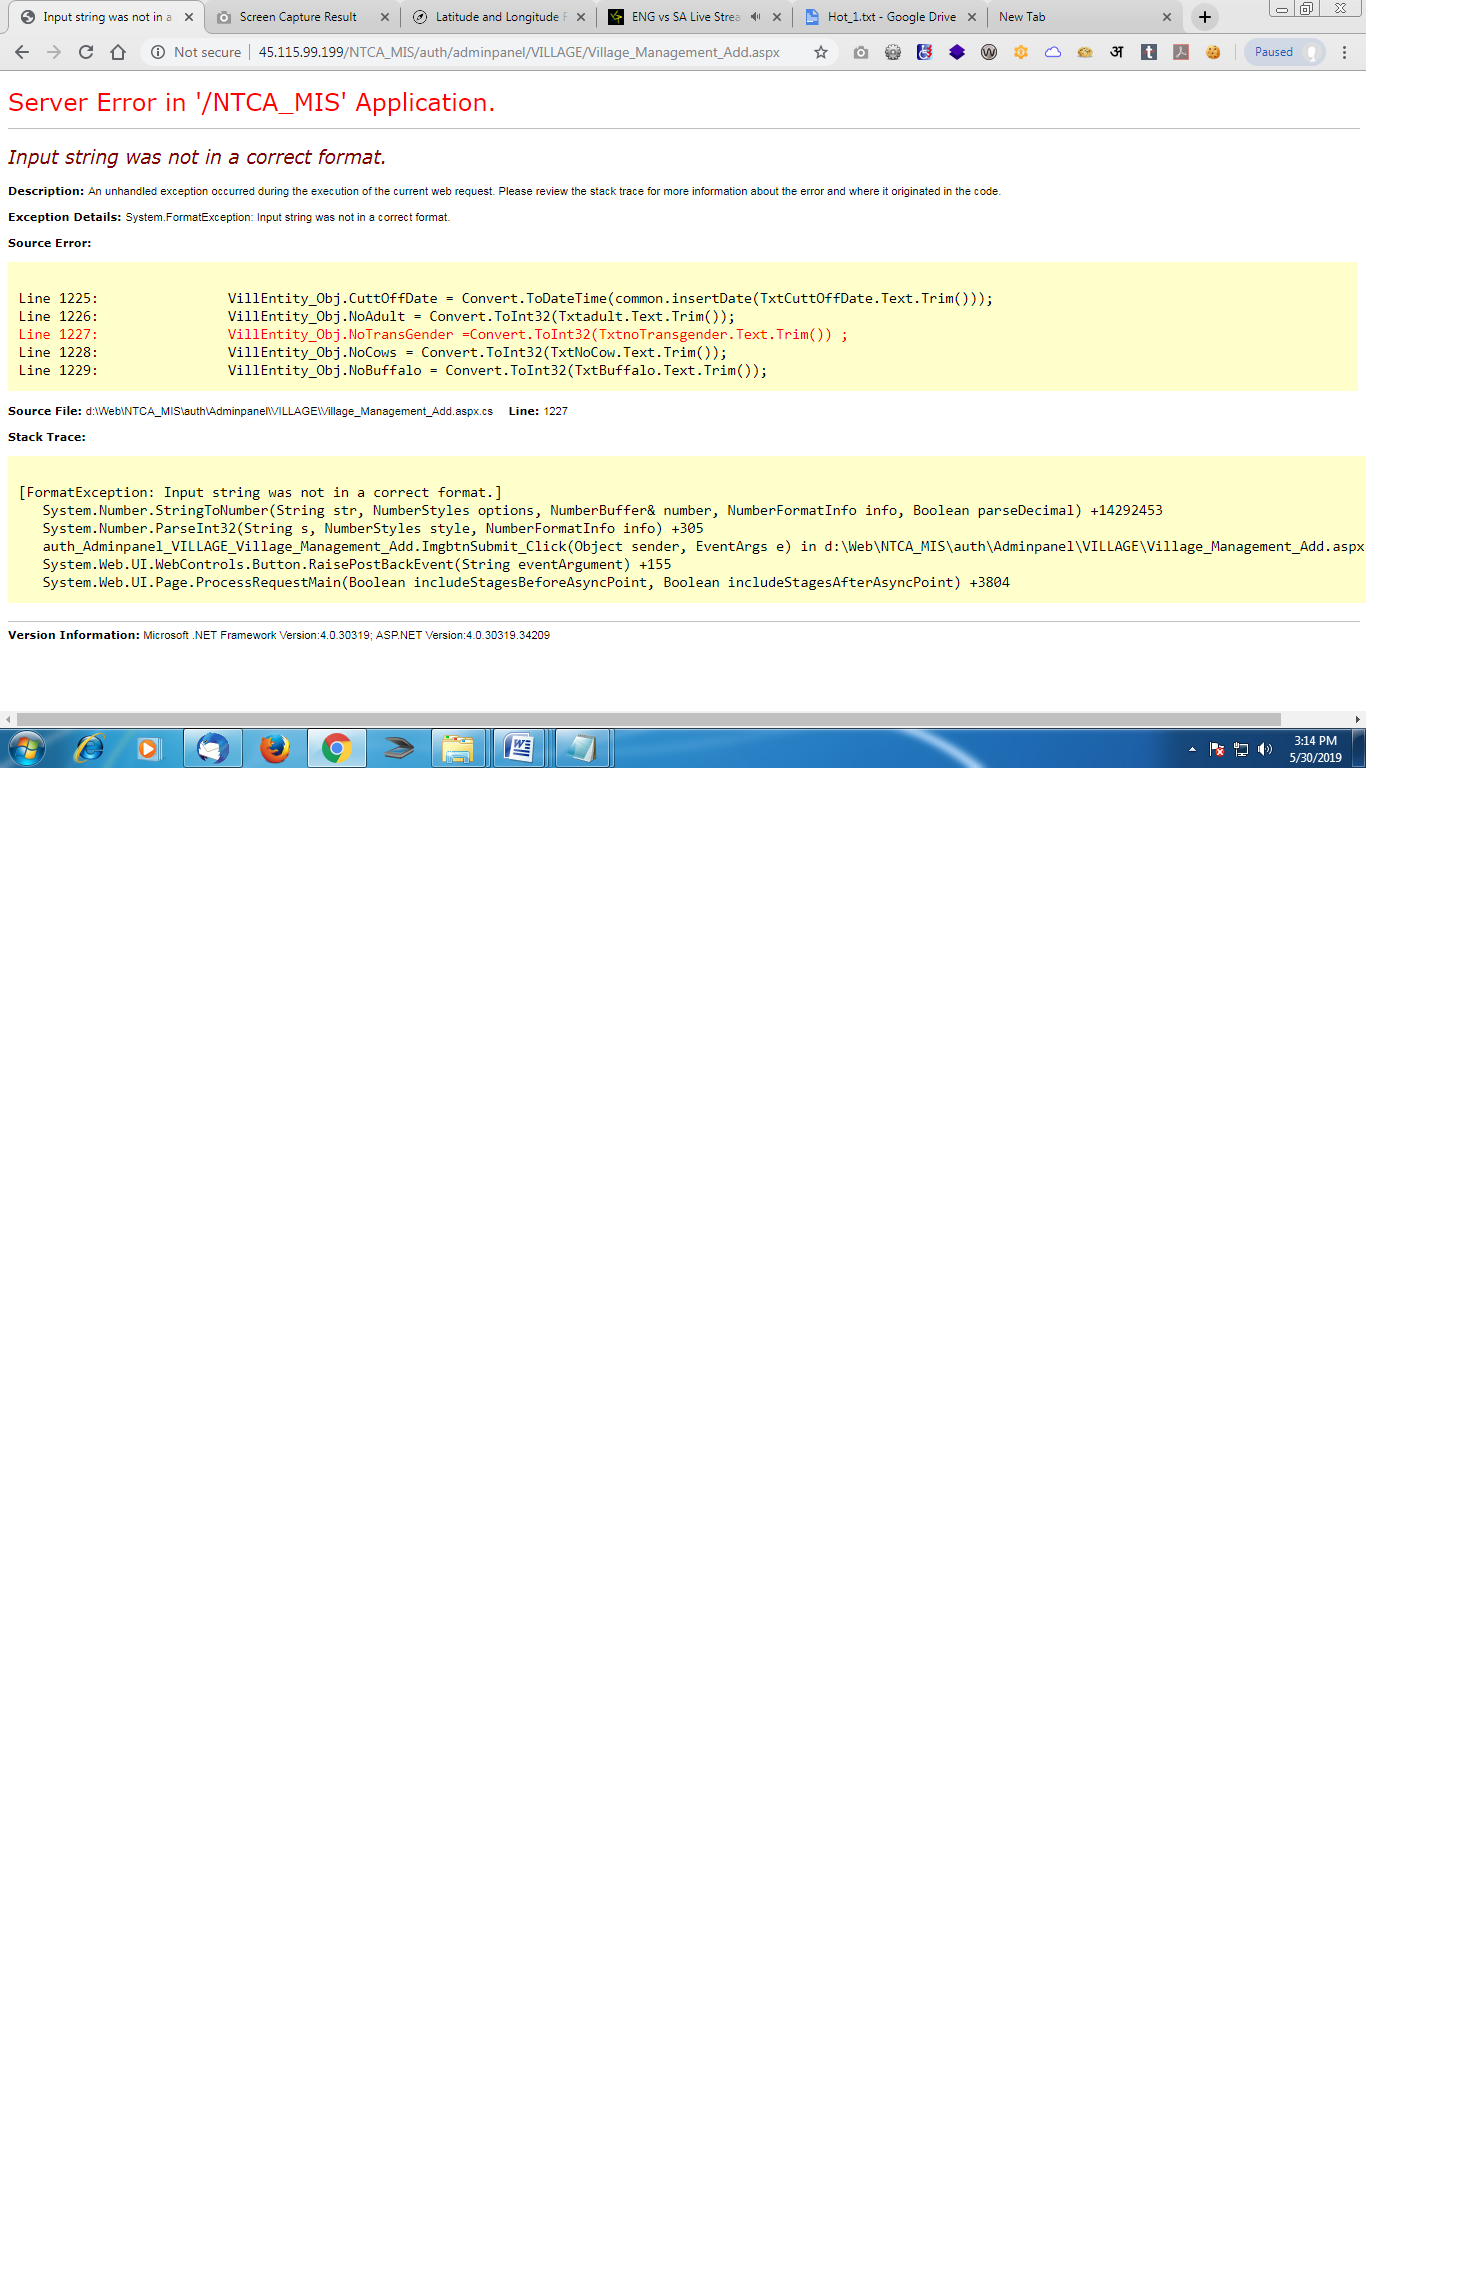 Input string was not in a
Screen Capture Result
Latitude and Longitude F
ENG vs SA Live Strea
Hot_1.txt - Google Drive
New Tab
Not secure | 45.115.99.199/NTCA_MIS/auth/adminpanel/VILLAGE/Village_Management_Add.aspx
अ
t
Paused
Server Error in '/NTCA_MIS' Application.
Input string was not in a correct format.
Description: An unhandled exception occurred during the execution of the current web request. Please review the stack trace for more information about the error and where it originated in the code.
Exception Details: System.FormatException: Input string was not in a correct format.
Source Error:
Line 1225: VillEntity_Obj.CuttOffDate = Convert.ToDateTime(common.insertDate(TxtCuttOffDate.Text.Trim()));
Line 1226: VillEntity_Obj.NoAdult = Convert.ToInt32(Txtadult.Text.Trim());
Line 1227: VillEntity_Obj.NoTransGender =Convert.ToInt32(TxtnoTransgender.Text.Trim()) ;
Line 1228: VillEntity_Obj.NoCows = Convert.ToInt32(TxtNoCow.Text.Trim());
Line 1229: VillEntity_Obj.NoBuffalo = Convert.ToInt32(TxtBuffalo.Text.Trim());
Source File: d:\Web\NTCA_MIS\auth\Adminpanel\VILLAGE\Village_Management_Add.aspx.cs Line: 1227
Stack Trace:
[FormatException: Input string was not in a correct format.]
System.Number.StringToNumber(String str, NumberStyles options, NumberBuffer& number, NumberFormatInfo info, Boolean parseDecimal) +14292453
System.Number.ParseInt32(String s, NumberStyles style, NumberFormatInfo info) +305
auth_Adminpanel_VILLAGE_Village_Management_Add.ImgbtnSubmit_Click(Object sender, EventArgs e) in d:\Web\NTCA_MIS\auth\Adminpanel\VILLAGE\Village_Management_Add.aspx
System.Web.UI.WebControls.Button.RaisePostBackEvent(String eventArgument) +155
System.Web.UI.Page.ProcessRequestMain(Boolean includeStagesBeforeAsyncPoint, Boolean includeStagesAfterAsyncPoint) +3804
Version Information: Microsoft .NET Framework Version:4.0.30319; ASP.NET Version:4.0.30319.34209
3:14 PM
5/30/2019